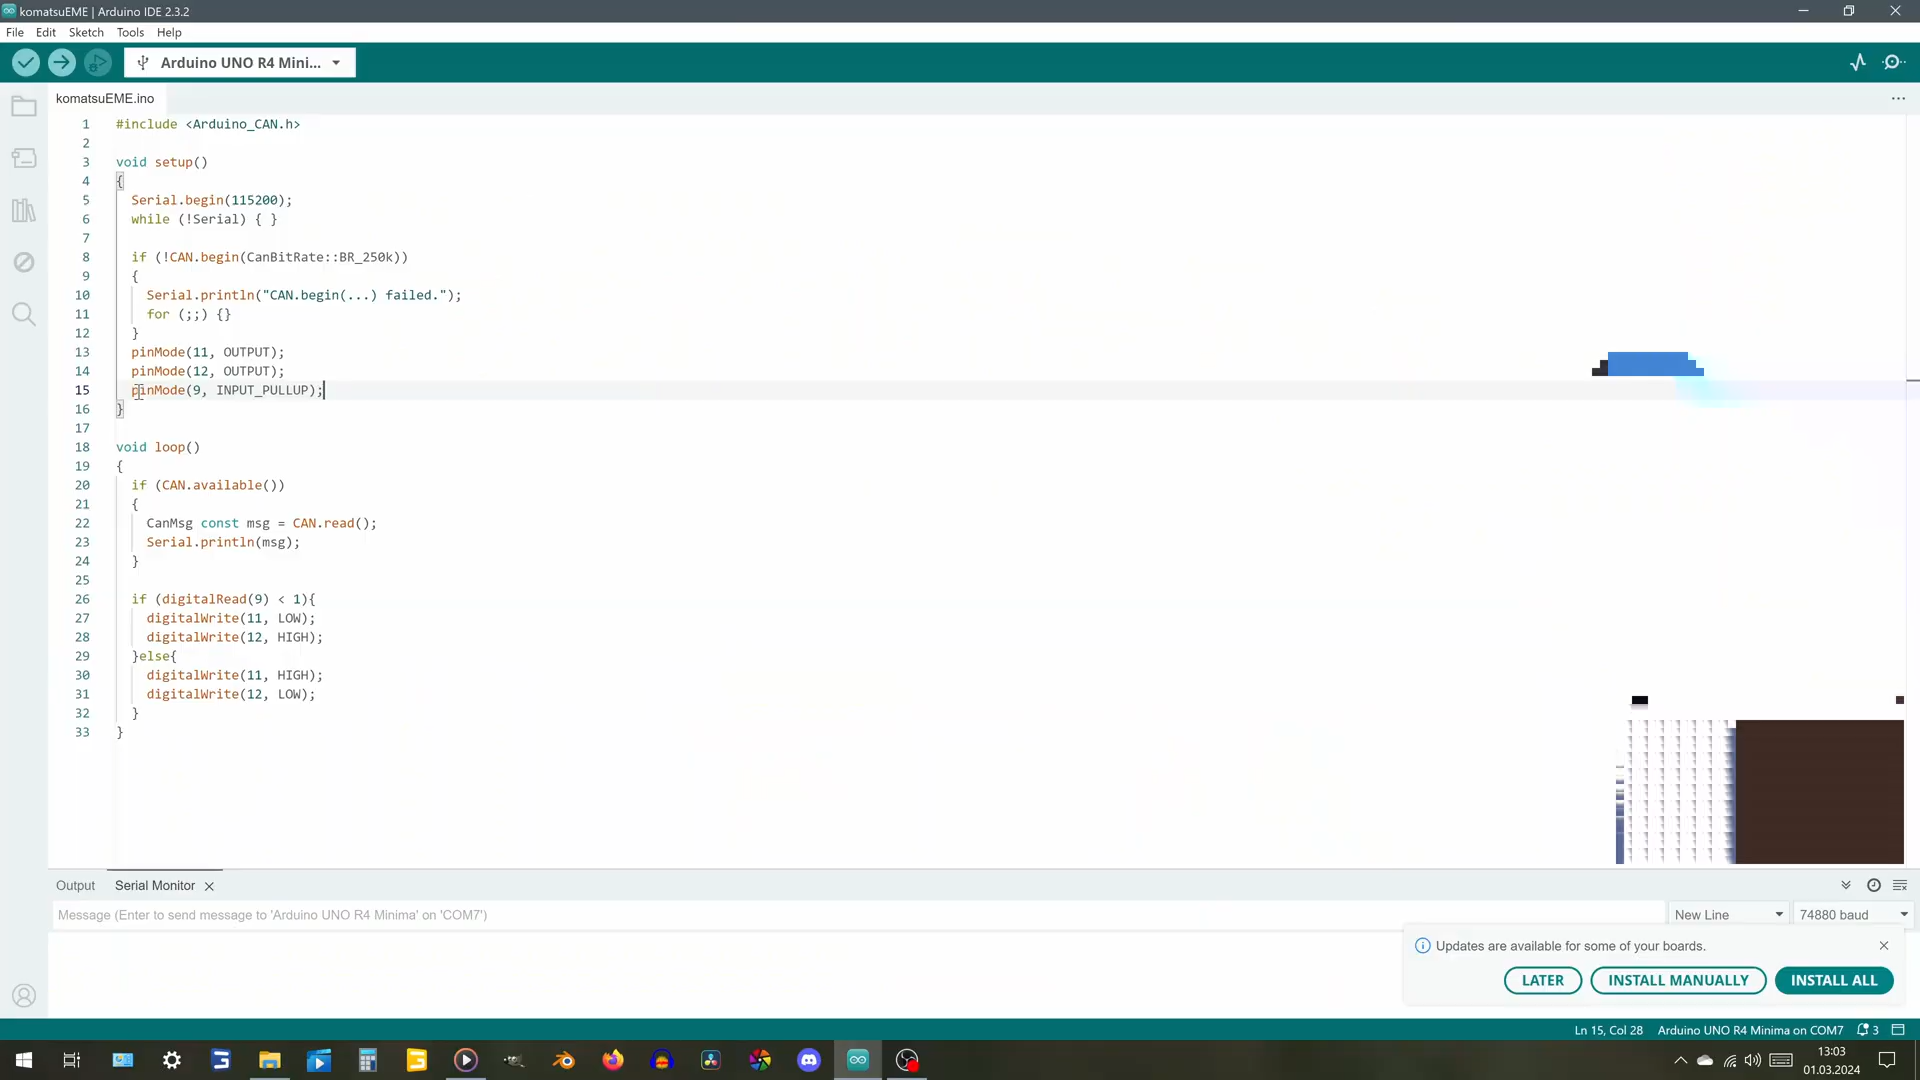 komatsuEME | Arduino IDE 2.3.2
File Edit Sketch Tools Help
Arduino UNO R4 Mini...
komatsuEME.ino
1 #include <Arduino_CAN.h>
2
3 void setup()
4 {
5 Serial.begin(115200);
6 while (!Serial) { }
7
8 if (!CAN.begin(CanBitRate::BR_250k))
9 {
10 Serial.println("CAN.begin(...) failed.");
11 for (;;) {}
12 }
13 pinMode(11, OUTPUT);
14 pinMode(12, OUTPUT);
15 pinMode(9, INPUT_PULLUP);
16 }
17
18 void loop()
19 {
20 if (CAN.available())
21 {
22 CanMsg const msg = CAN.read();
23 Serial.println(msg);
24 }
25
26 if (digitalRead(9) < 1){
27 digitalWrite(11, LOW);
28 digitalWrite(12, HIGH);
29 }else{
30 digitalWrite(11, HIGH);
31 digitalWrite(12, LOW);
32 }
33 }
Output Serial Monitor
Message (Enter to send message to 'Arduino UNO R4 Minima' on 'COM7')
New Line 74880 baud
Updates are available for some of your boards.
LATER INSTALL MANUALLY INSTALL ALL
Ln 15, Col 28 Arduino UNO R4 Minima on COM7 3
13:03
01.03.2024